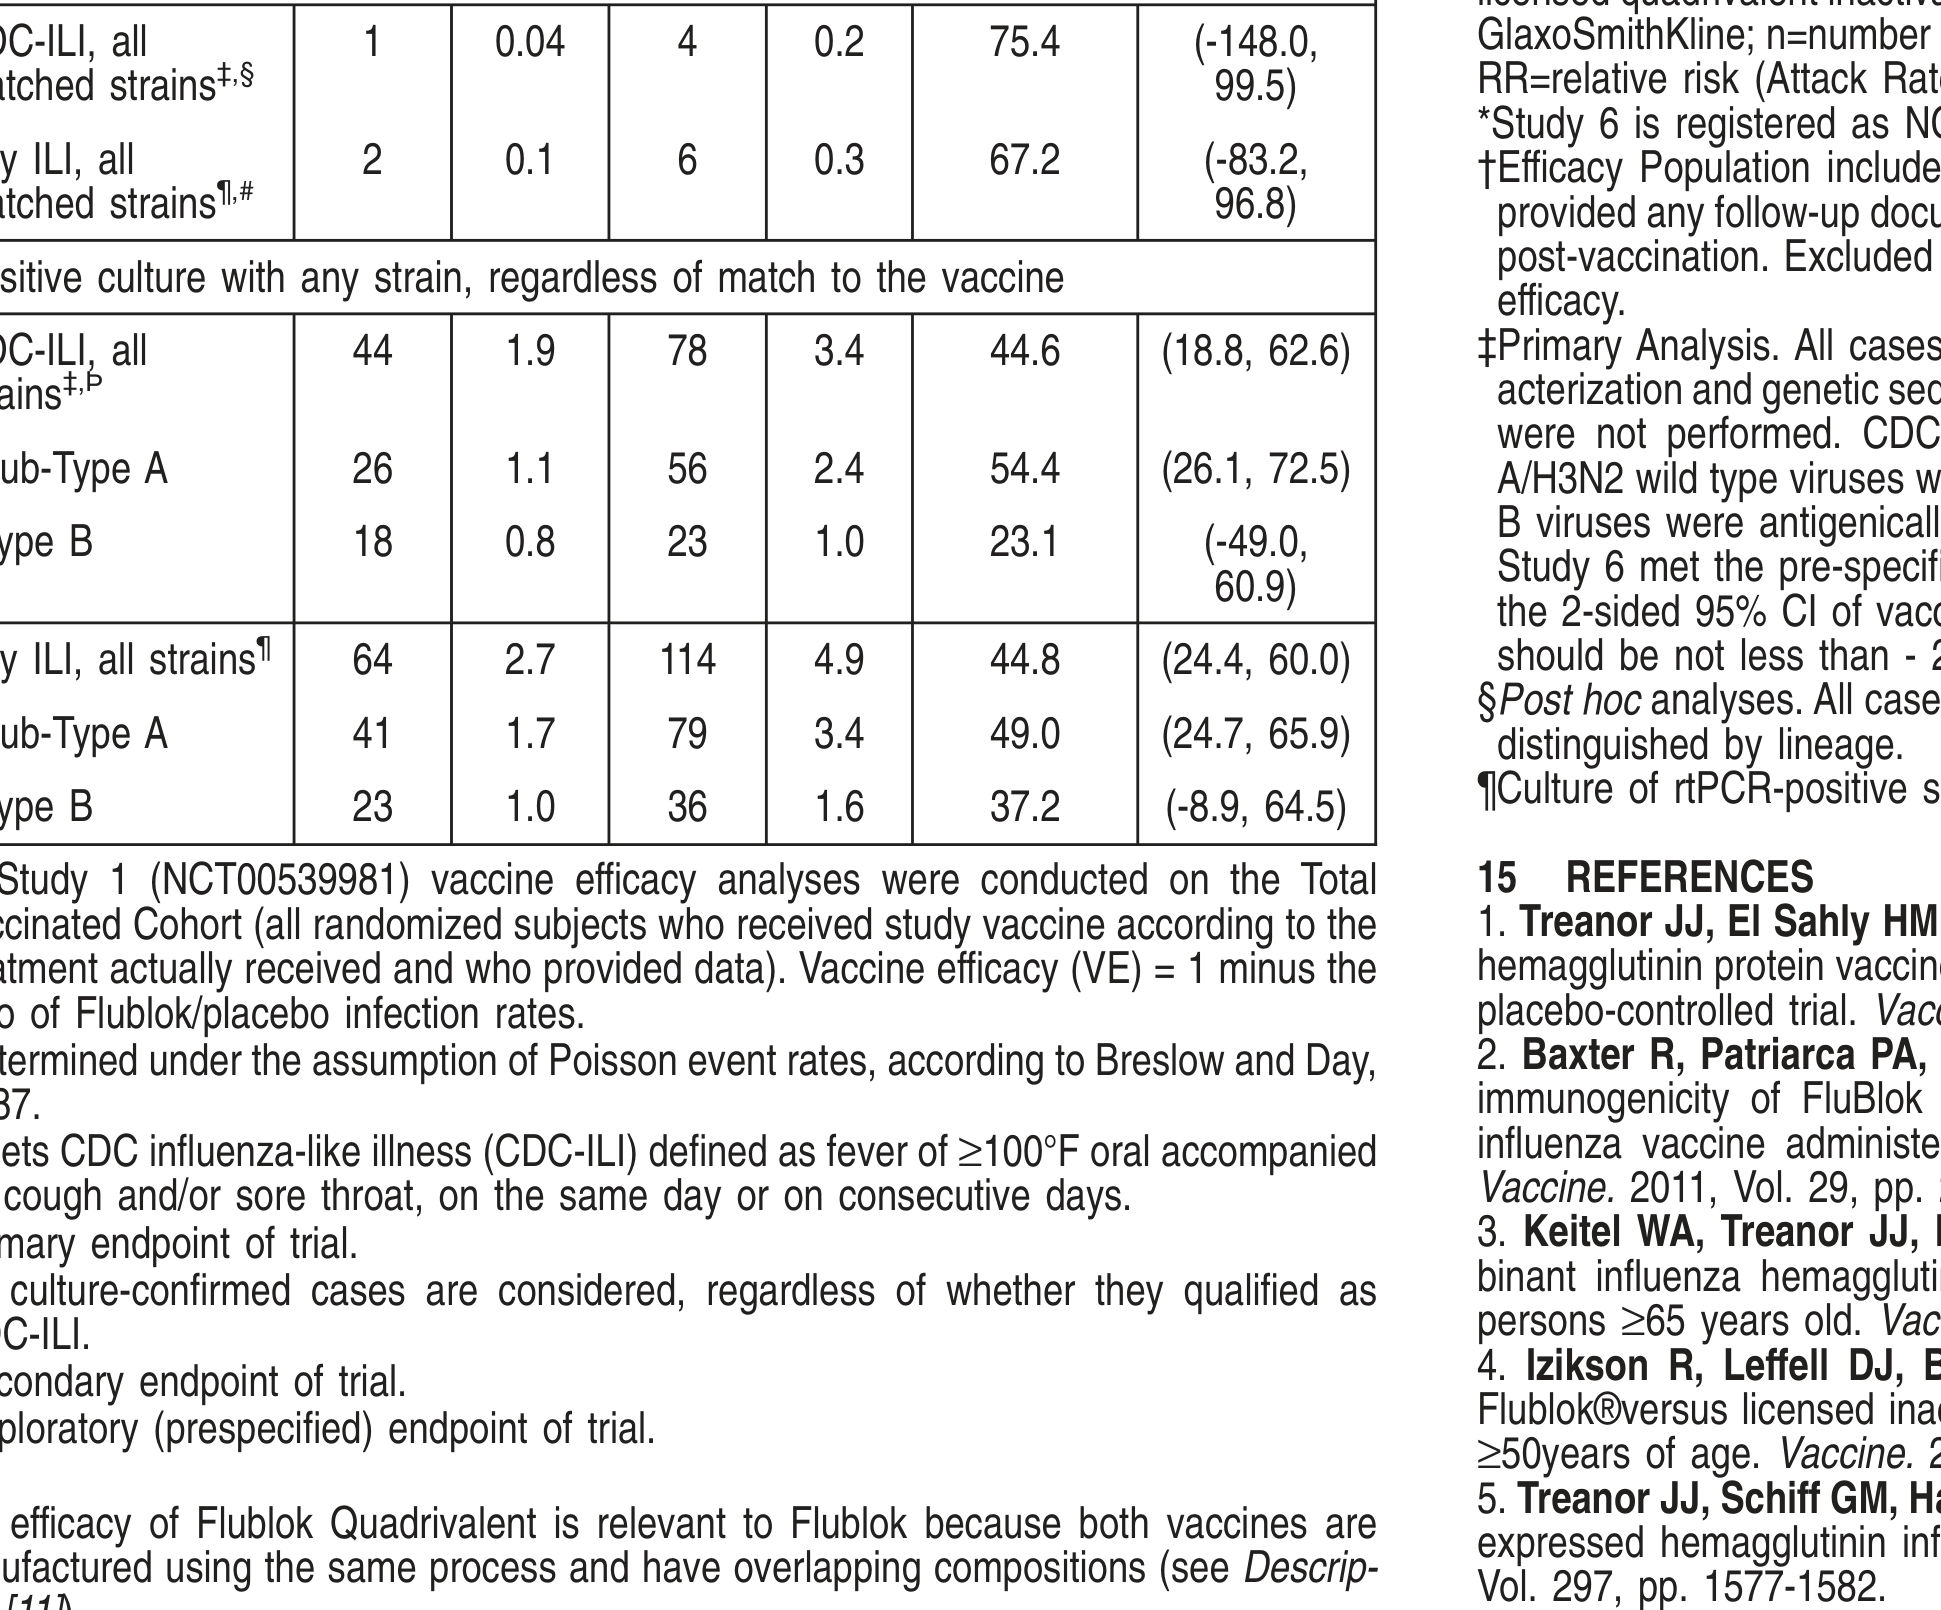 DC-ILI, all 1 0.04 4 0.2 75.4 (-148.0,
atched strains‡,§ 99.5)
y ILI, all 2 0.1 6 0.3 67.2 (-83.2,
atched strains¶,# 96.8)
sitive culture with any strain, regardless of match to the vaccine
DC-ILI, all 44 1.9 78 3.4 44.6 (18.8, 62.6)
ains‡,Þ
ub-Type A 26 1.1 56 2.4 54.4 (26.1, 72.5)
ype B 18 0.8 23 1.0 23.1 (-49.0,
60.9)
y ILI, all strains¶ 64 2.7 114 4.9 44.8 (24.4, 60.0)
ub-Type A 41 1.7 79 3.4 49.0 (24.7, 65.9)
ype B 23 1.0 36 1.6 37.2 (-8.9, 64.5)
Study 1 (NCT00539981) vaccine efficacy analyses were conducted on the Total
ccinated Cohort (all randomized subjects who received study vaccine according to the
atment actually received and who provided data). Vaccine efficacy (VE) = 1 minus the
o of Flublok/placebo infection rates.
termined under the assumption of Poisson event rates, according to Breslow and Day,
87.
ets CDC influenza-like illness (CDC-ILI) defined as fever of ≥100°F oral accompanied
cough and/or sore throat, on the same day or on consecutive days.
mary endpoint of trial.
culture-confirmed cases are considered, regardless of whether they qualified as
DC-ILI.
condary endpoint of trial.
ploratory (prespecified) endpoint of trial.
efficacy of Flublok Quadrivalent is relevant to Flublok because both vaccines are
ufactured using the same process and have overlapping compositions (see Descrip-
[11])
licensed quadrivalent inactiva
GlaxoSmithKline; n=number
RR=relative risk (Attack Rate
*Study 6 is registered as NC
†Efficacy Population include
provided any follow-up docu
post-vaccination. Excluded
efficacy.
‡Primary Analysis. All cases
acterization and genetic seq
were not performed. CDC
A/H3N2 wild type viruses w
B viruses were antigenicall
Study 6 met the pre-specifi
the 2-sided 95% CI of vacc
should be not less than - 2
§Post hoc analyses. All case
distinguished by lineage.
¶Culture of rtPCR-positive s
15 REFERENCES
1. Treanor JJ, El Sahly HM
hemagglutinin protein vaccine
placebo-controlled trial. Vacc
2. Baxter R, Patriarca PA,
immunogenicity of FluBlok
influenza vaccine administe
Vaccine. 2011, Vol. 29, pp.
3. Keitel WA, Treanor JJ,
binant influenza hemaggluti
persons ≥65 years old. Vac
4. Izikson R, Leffell DJ, B
Flublok®versus licensed ina
≥50years of age. Vaccine. 2
5. Treanor JJ, Schiff GM, Ha
expressed hemagglutinin inf
Vol. 297, pp. 1577-1582.